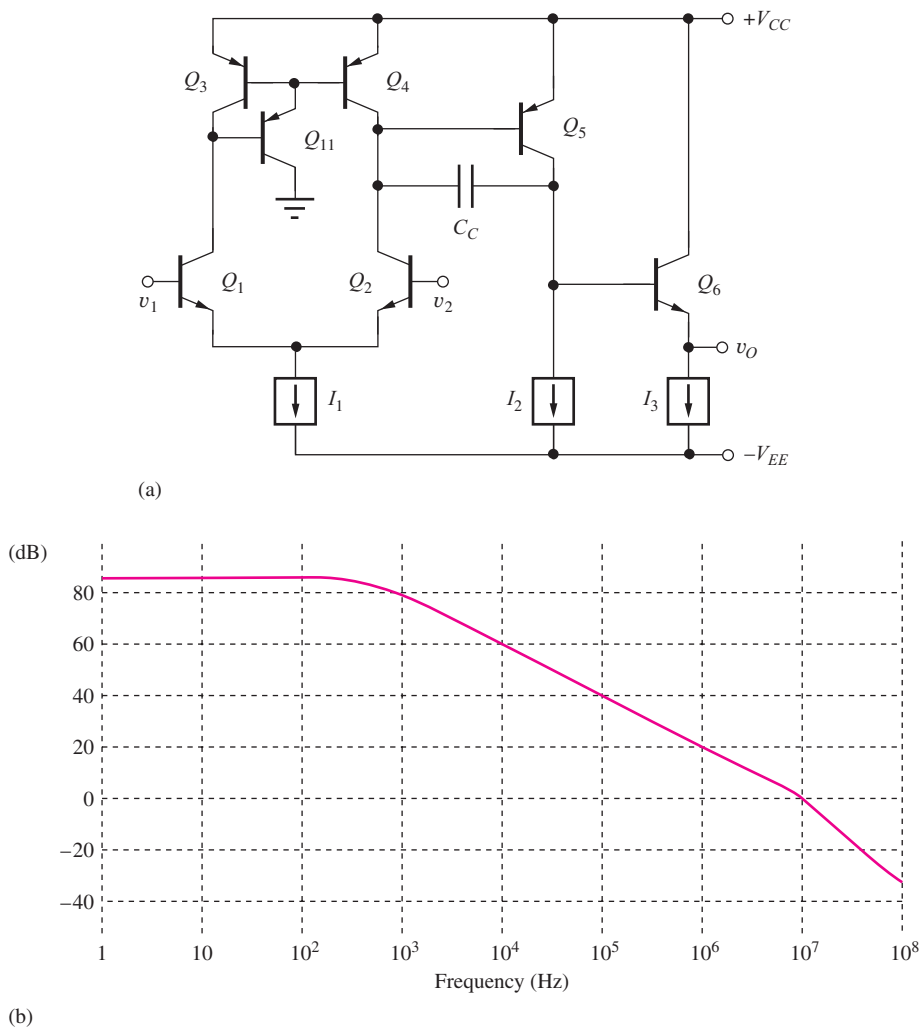 +V_CC
Q_3
Q_4
Q_11
Q_5
C_C
Q_1
Q_2
v_1
v_2
Q_6
v_O
I_1
I_2
I_3
−V_EE
(a)
(dB)
80
60
40
20
0
−20
−40
1 10 10^2 10^3 10^4 10^5 10^6 10^7 10^8
Frequency (Hz)
(b)